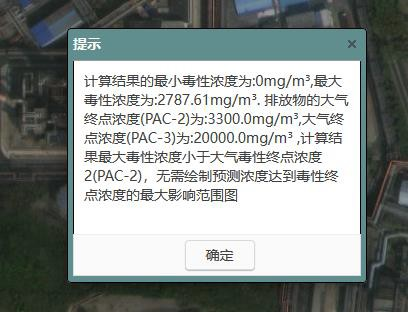 提示
计算结果的最小毒性浓度为:0mg/m³,最大
毒性浓度为:2787.61mg/m³. 排放物的大气
终点浓度(PAC-2)为:3300.0mg/m³,大气终
点浓度(PAC-3)为:20000.0mg/m³ ,计算结
果最大毒性浓度小于大气毒性终点浓度
2(PAC-2)，无需绘制预测浓度达到毒性终
点浓度的最大影响范围图
确定